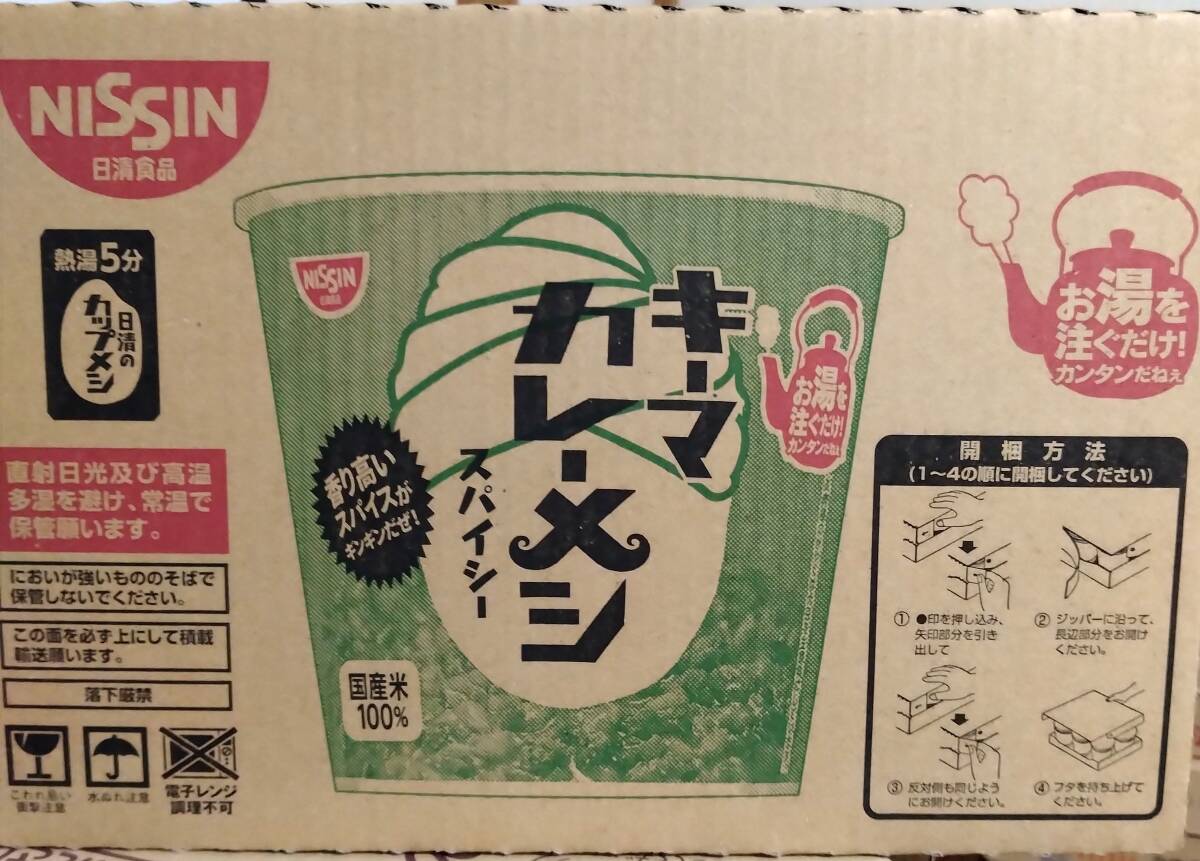 NISSIN
日清食品
熱湯5分
日清の
カップメシ
直射日光及び高温
多湿を避け、常温で
保管願います。
においが強いもののそばで
保管しないでください。
この面を必ず上にして積載
輸送願います。
落下厳禁
こわれ易い
衝撃注意
水ぬれ注意
電子レンジ
調理不可
NISSIN
日清食品
キーマ
カレーメシ
スパイシー
香り高い
スパイスが
キンキンだぜ!
お湯を
注ぐだけ!
カンタンだねぇ
国産米
100%
お湯を
注ぐだけ!
カンタンだねぇ
開梱方法
(1~4の順に開梱してください)
① ●印を押し込み、
矢印部分を引き
出して
② ジッパーに沿って、
長辺部分をお開け
ください。
③ 反対側も同じよう
にお開けください。
④ フタを持ち上げて
ください。